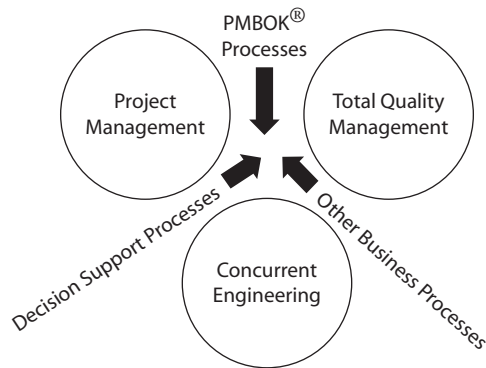 PMBOK®
Processes
Project
Management
Total Quality
Management
Decision Support Processes
Other Business Processes
Concurrent
Engineering